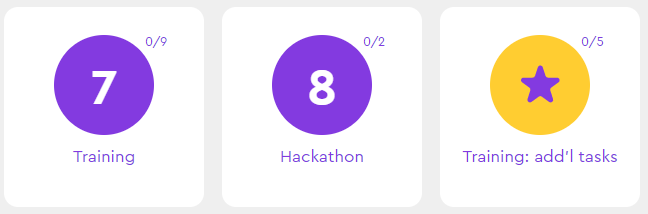 0/9
7
Training
0/2
8
Hackathon
0/5
Training: add'l tasks